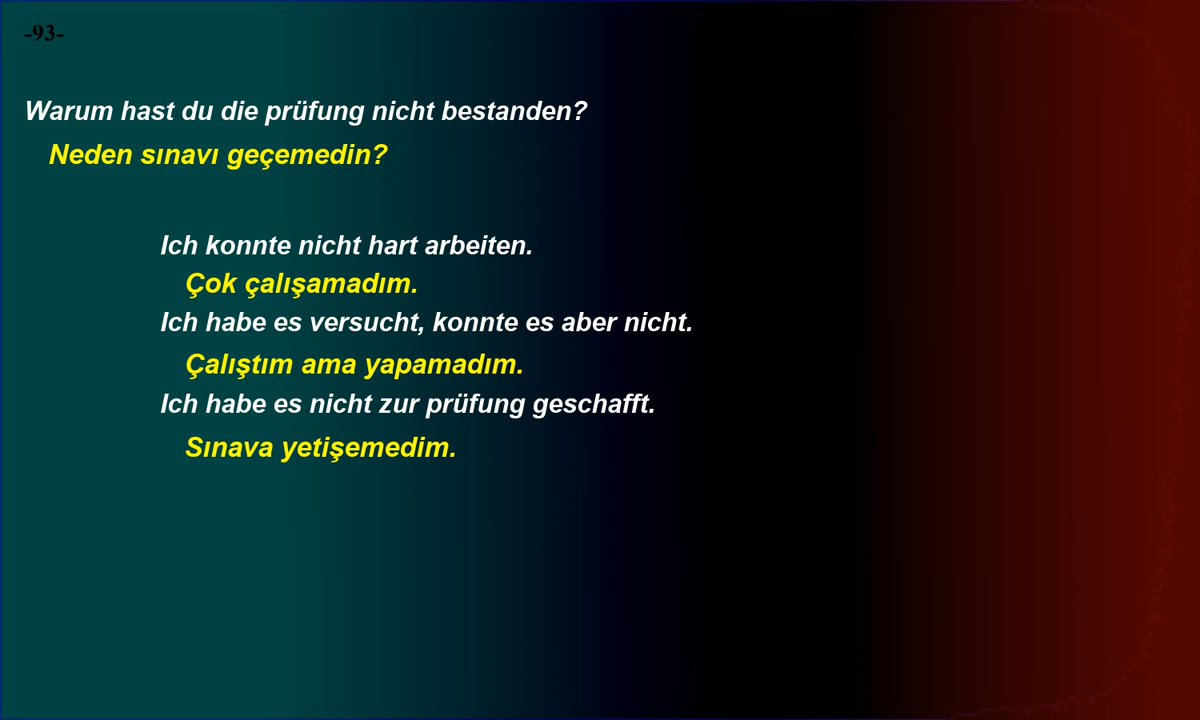 -93-
Warum hast du die prüfung nicht bestanden?
Neden sınavı geçemedin?
Ich konnte nicht hart arbeiten.
Çok çalışamadım.
Ich habe es versucht, konnte es aber nicht.
Çalıştım ama yapamadım.
Ich habe es nicht zur prüfung geschafft.
Sınava yetişemedim.